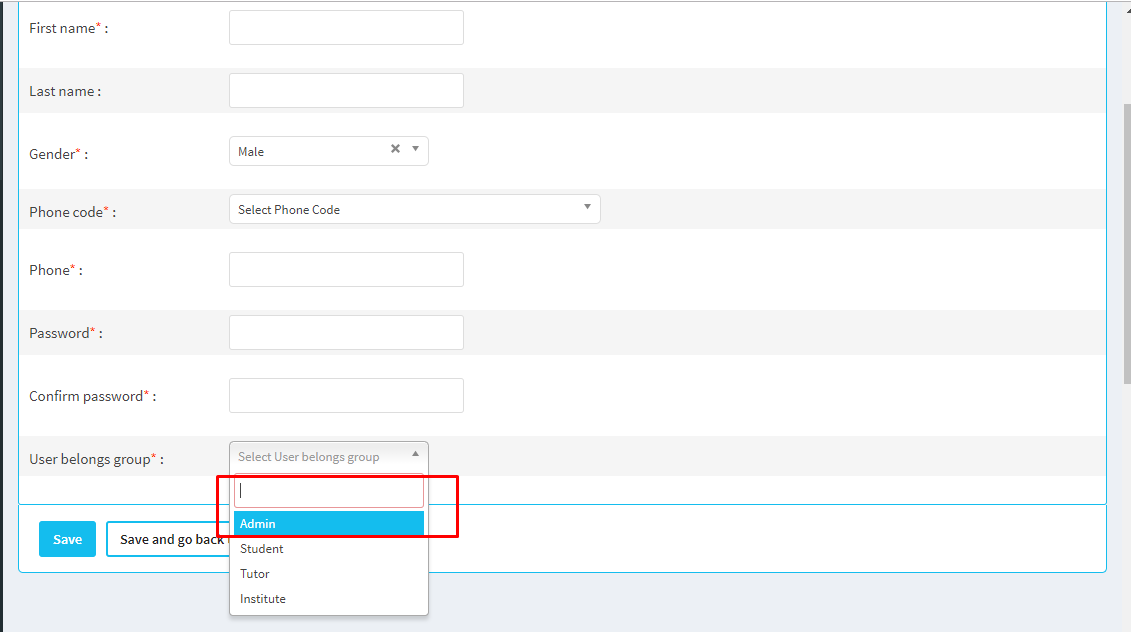 First name* :
Last name :
Gender* :
Male
Phone code* :
Select Phone Code
Phone* :
Password* :
Confirm password* :
User belongs group* :
Select User belongs group
Admin
Student
Tutor
Institute
Save
Save and go back